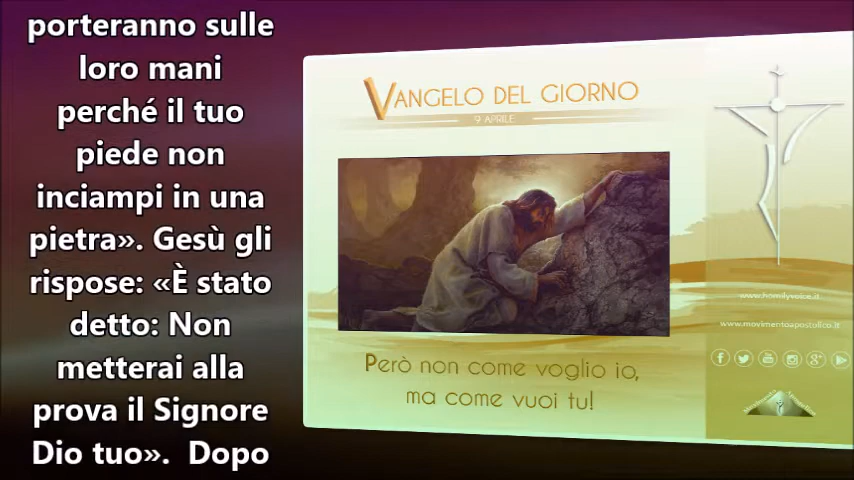 porteranno sulle
loro mani
perché il tuo
piede non
inciampi in una
pietra». Gesù gli
rispose: «È stato
detto: Non
metterai alla
prova il Signore
Dio tuo».  Dopo
VANGELO DEL GIORNO
9 APRILE
Però non come voglio io,
ma come vuoi tu!
www.homilyvoice.it
www.movimentoapostolico.it